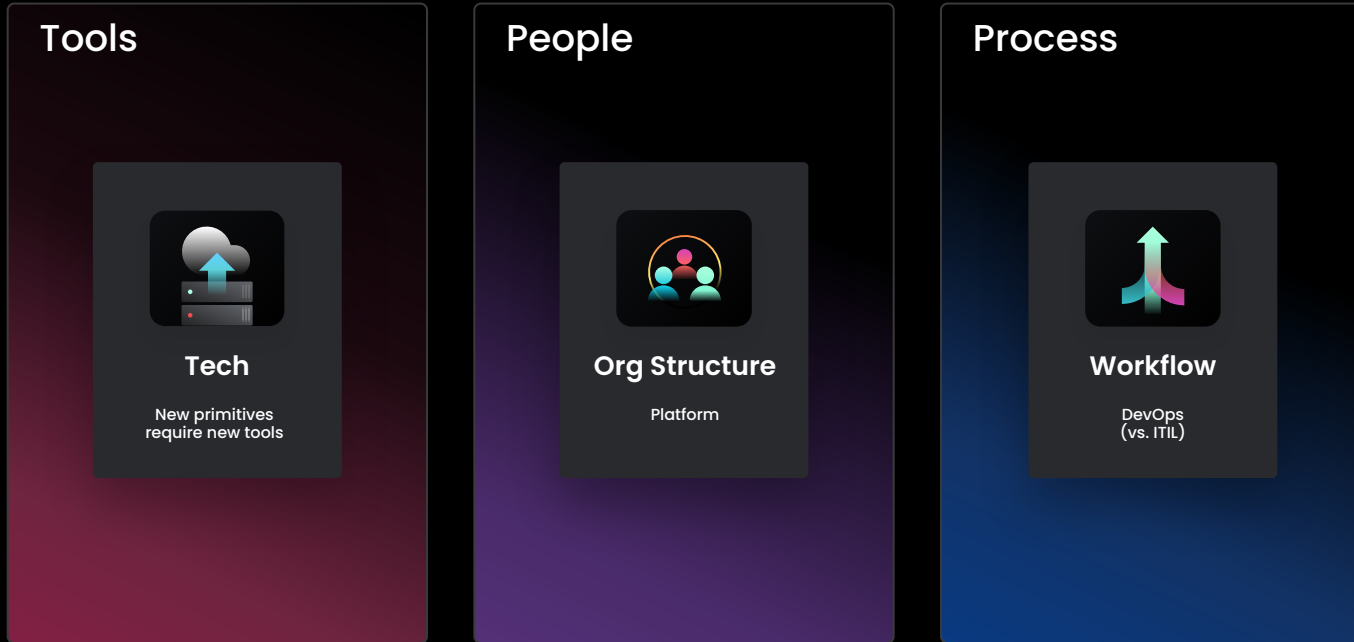 Tools
Tech
New primitives
require new tools
People
Org Structure
Platform
Process
Workflow
DevOps
(vs. ITIL)